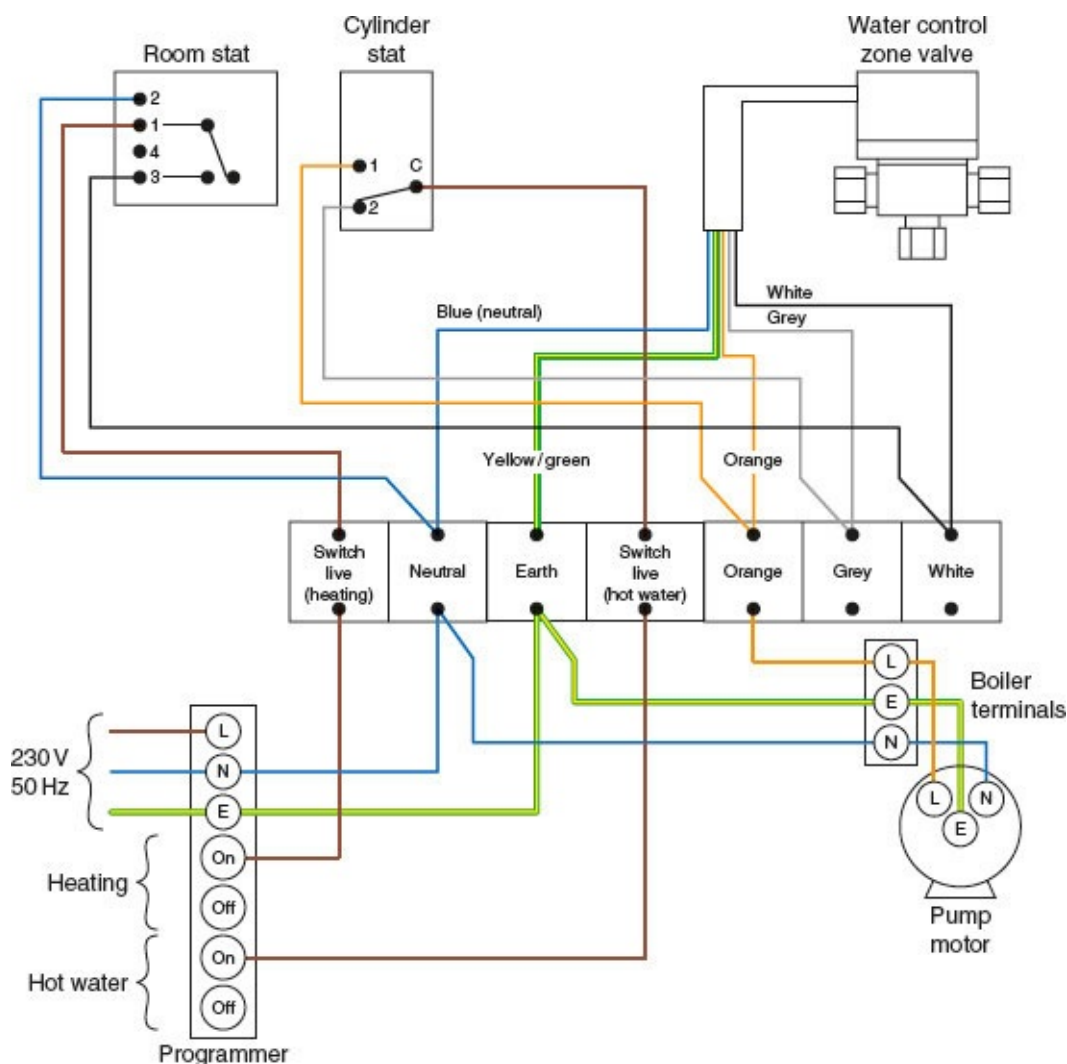 Room stat
Cylinder
stat
Water control
zone valve
2
1
4
3
1
C
2
White
Grey
Blue (neutral)
Yellow/green
Orange
Switch
live
(heating)
Neutral
Earth
Switch
live
(hot water)
Orange
Grey
White
L
E
N
Boiler
terminals
230 V
50 Hz
L
N
E
On
Off
On
Off
Heating
Hot water
Programmer
L
N
E
Pump
motor